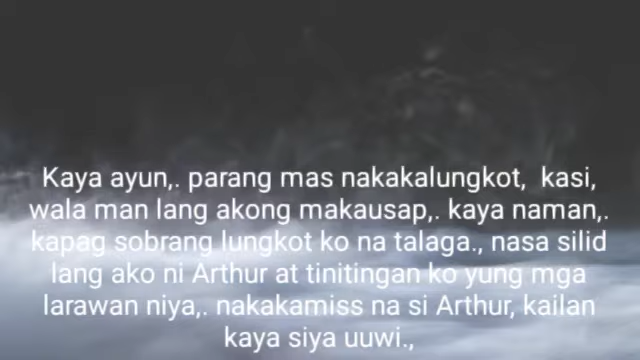 Kaya ayun,. parang mas nakakalungkot,  kasi,
wala man lang akong makausap,. kaya naman,.
kapag sobrang lungkot ko na talaga., nasa silid
lang ako ni Arthur at tinitingan ko yung mga
larawan niya,. nakakamiss na si Arthur, kailan
kaya siya uuwi.,